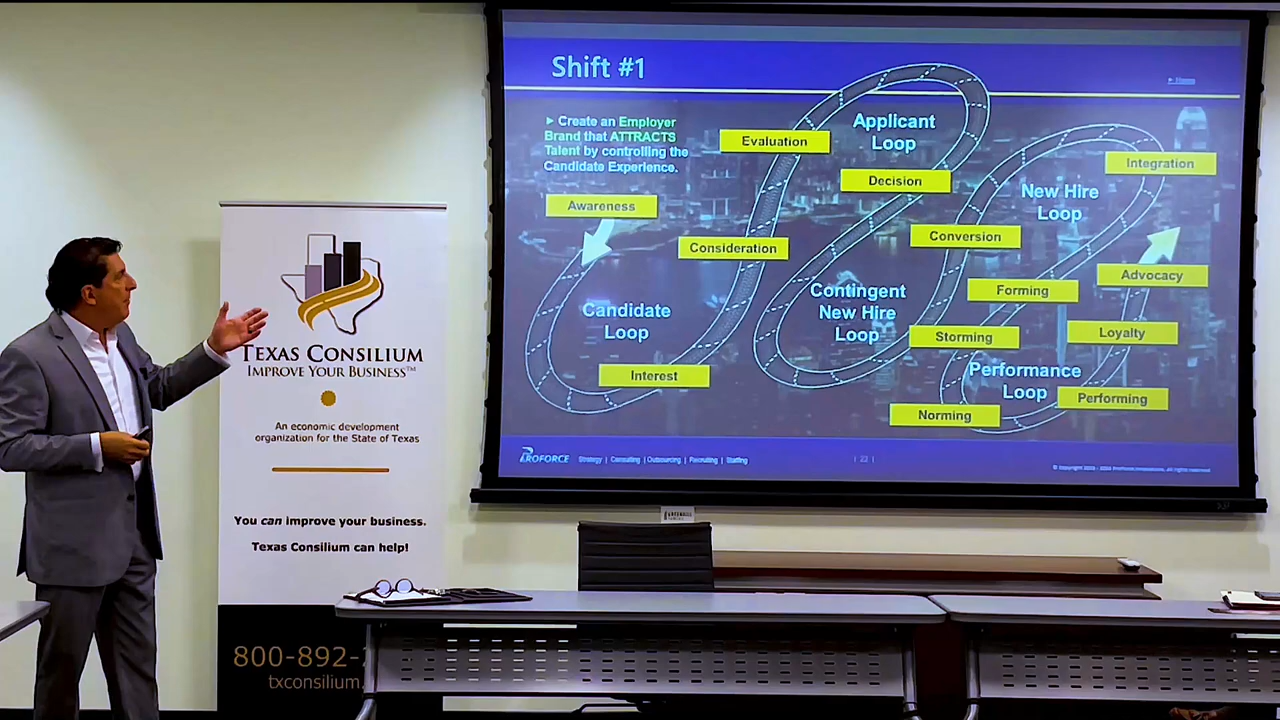 Shift #1
► Home
► Create an Employer
Brand that ATTRACTS
Talent by controlling the
Candidate Experience.
Awareness
Evaluation
Consideration
Candidate
Loop
Interest
Applicant
Loop
Decision
Contingent
New Hire
Loop
Conversion
New Hire
Loop
Integration
Forming
Storming
Norming
Performance
Loop
Performing
Loyalty
Advocacy
PROFORCE
Strategy | Consulting | Outsourcing | Recruiting | Staffing
| 22 |
TEXAS CONSILIUM
IMPROVE YOUR BUSINESS™
An economic development
organization for the State of Texas
You can improve your business.
Texas Consilium can help!
800-892-
txconsilium.